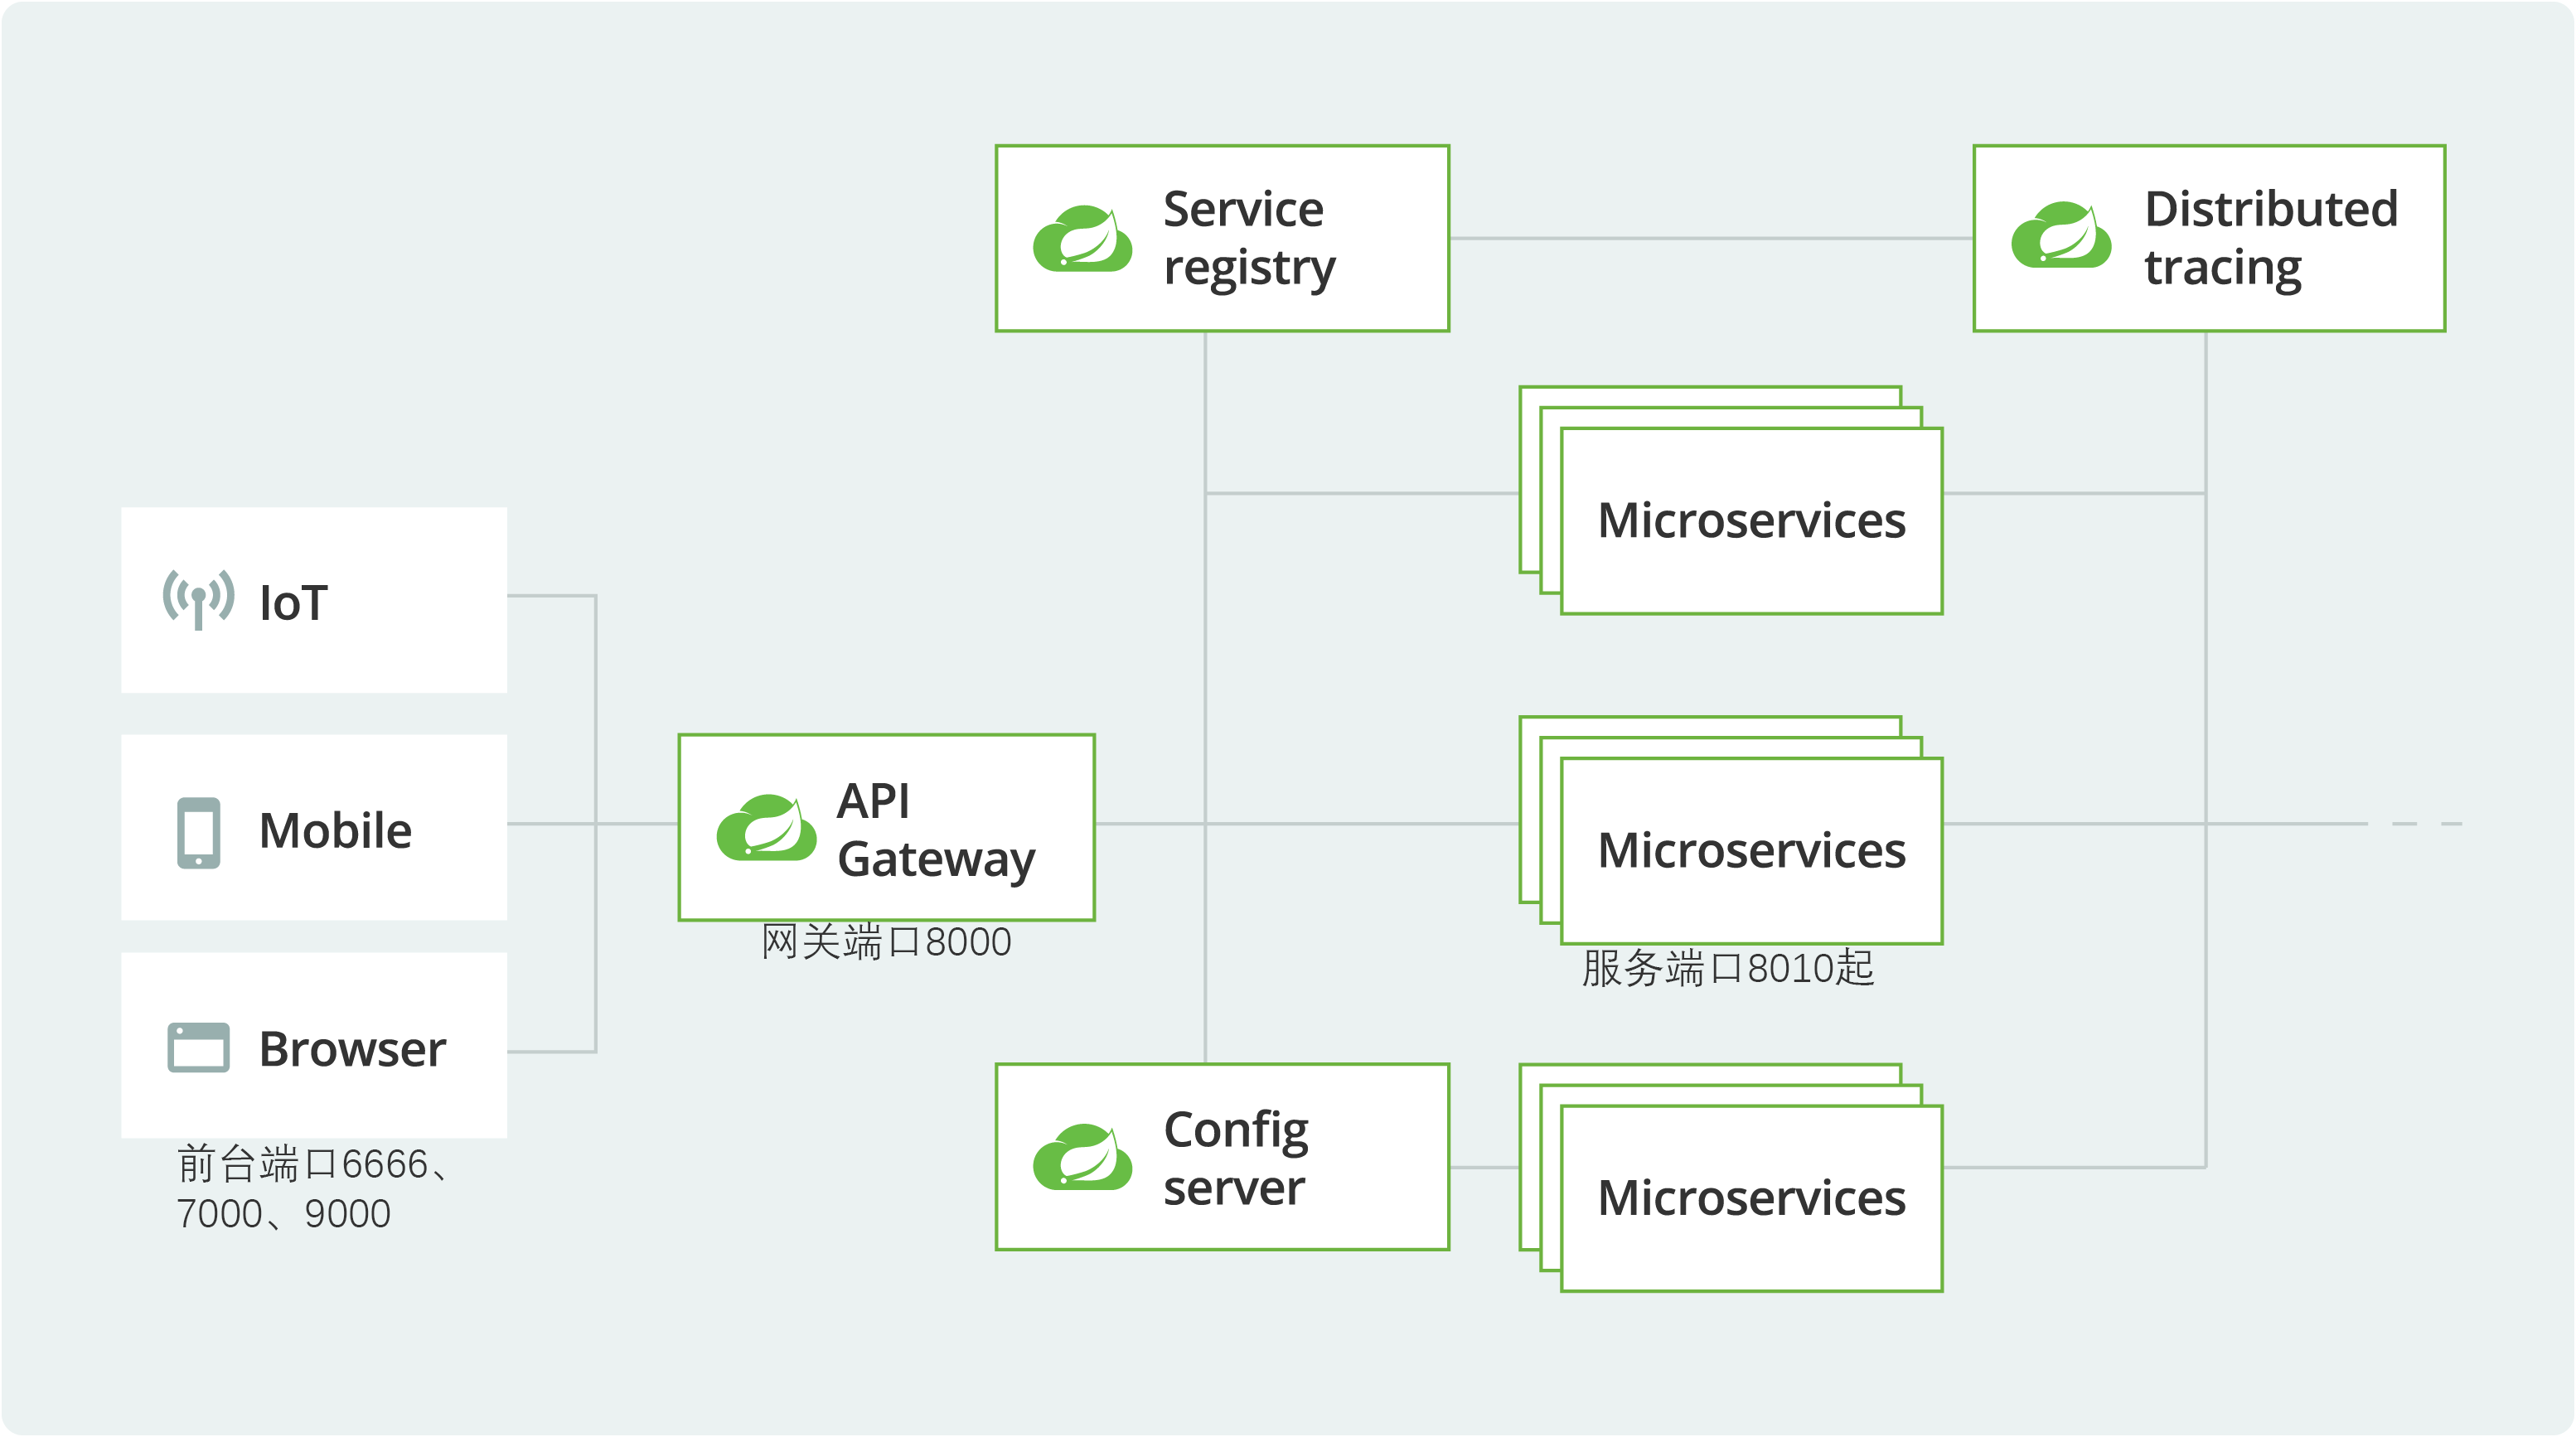 Service
registry
Distributed
tracing
Microservices
IoT
Mobile
API
Gateway
网关端口8000
Microservices
服务端口8010起
Browser
前台端口6666、
7000、9000
Config
server
Microservices